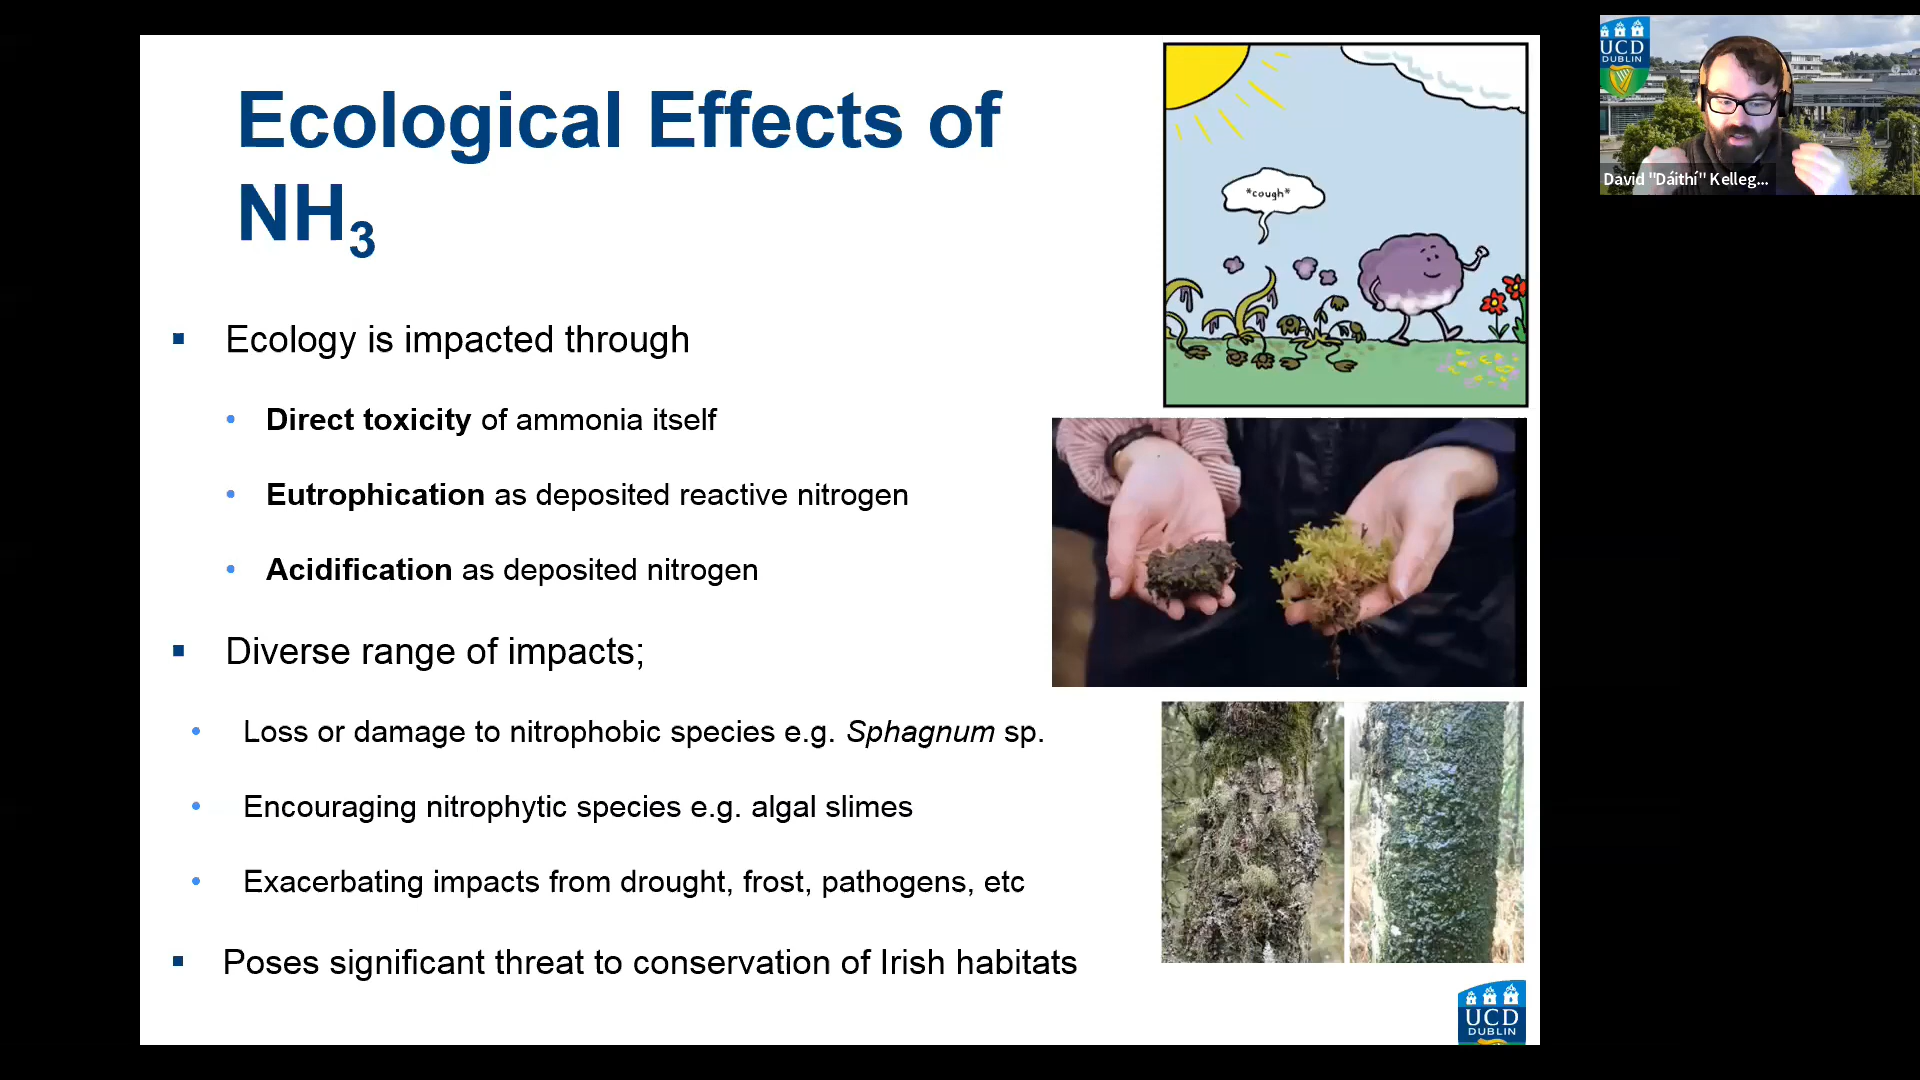 Ecological Effects of
NH₃
Ecology is impacted through
Direct toxicity of ammonia itself
Eutrophication as deposited reactive nitrogen
Acidification as deposited nitrogen
Diverse range of impacts;
Loss or damage to nitrophobic species e.g. Sphagnum sp.
Encouraging nitrophytic species e.g. algal slimes
Exacerbating impacts from drought, frost, pathogens, etc
Poses significant threat to conservation of Irish habitats
*cough*
UCD
DUBLIN
UCD
DUBLIN
David "Dáithí" Kelleg...